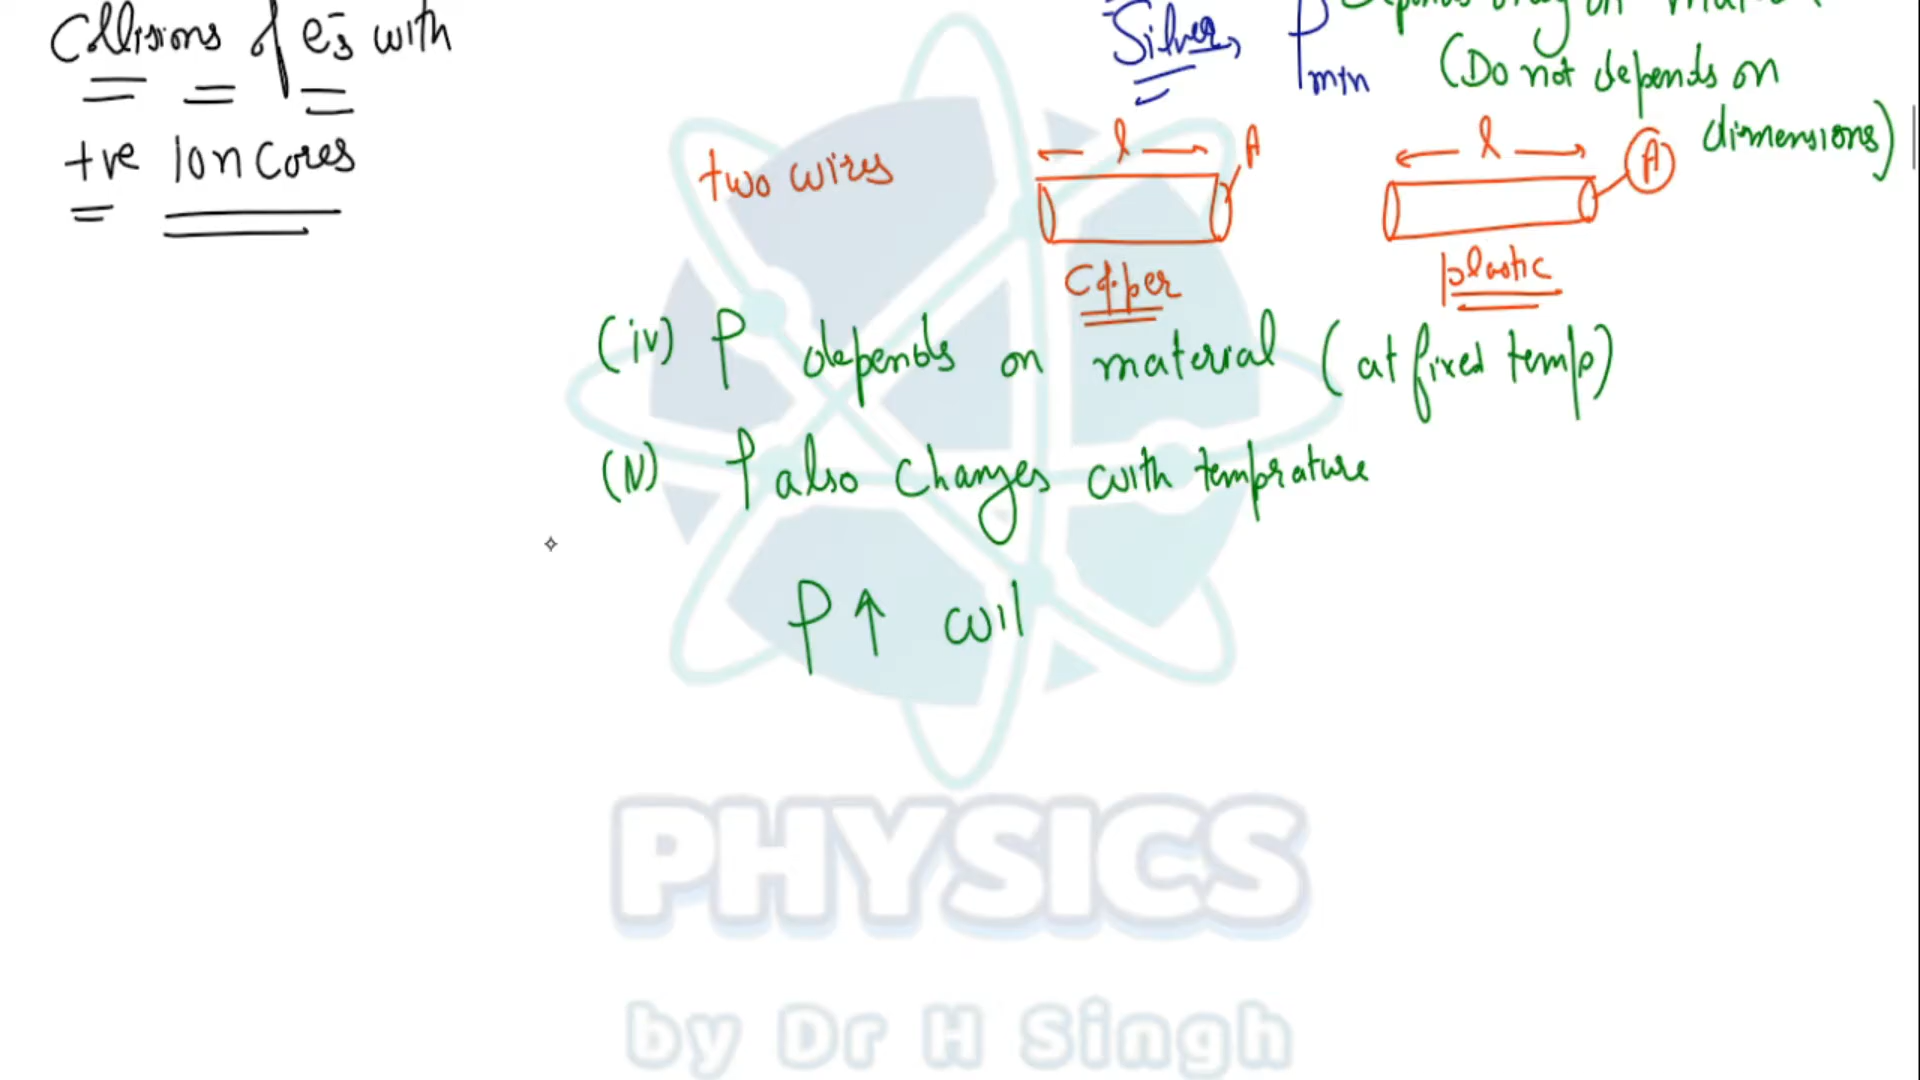 Collisions of e⁻s with
+ve Ion Cores
Silver, ρmin
(Do not depends on
dimensions)
two wires
l A
l A
Copper
plastic
(iv) ρ depends on material (at fixed temp)
(V) ρ also changes with temprature
ρ↑ wil
PHYSICS
by Dr H Singh